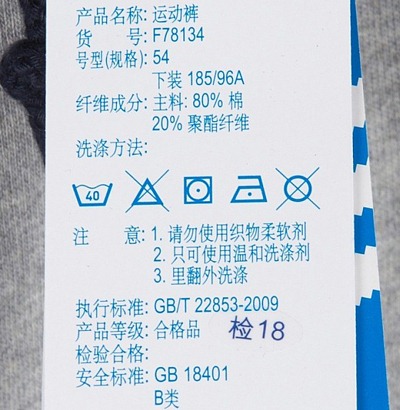 产品名称: 运动裤
货 号: F78134
号型(规格): 54
下装 185/96A
纤维成分: 主料: 80% 棉
20% 聚酯纤维
洗涤方法:
40
注 意: 1. 请勿使用织物柔软剂
2. 只可使用温和洗涤剂
3. 里翻外洗涤
执行标准: GB/T 22853-2009
产品等级: 合格品 检18
检验合格:
安全标准: GB 18401
B类